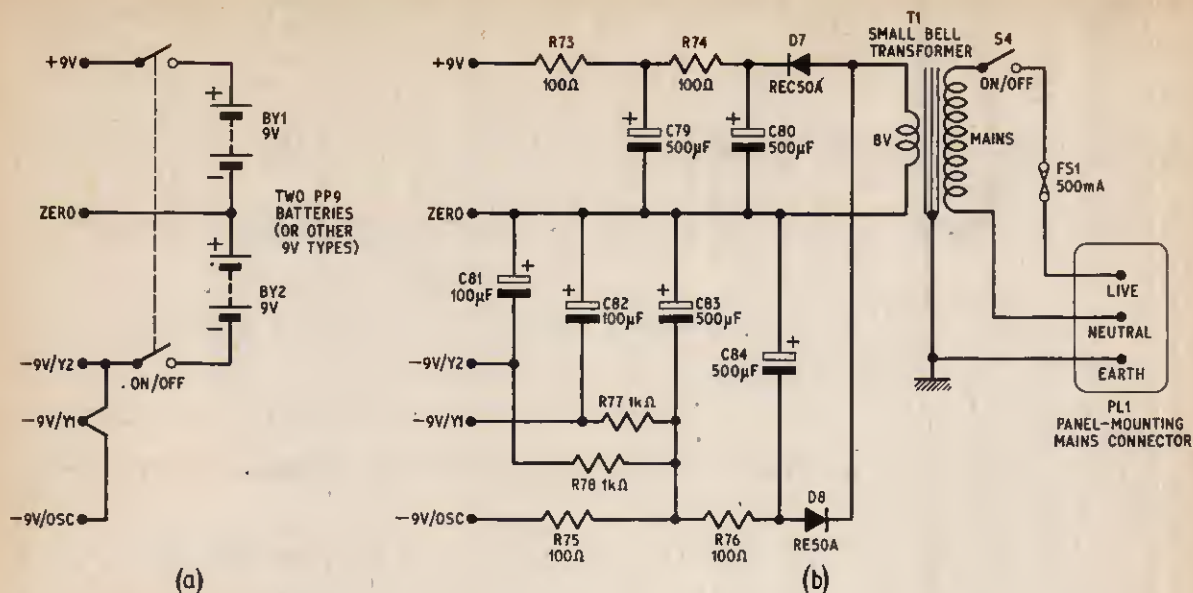 +9V
+
BY1
9V
-
ZERO
TWO PP9
BATTERIES
(OR OTHER
9V TYPES)
+
BY2
9V
-
-9V/Y2
ON/OFF
-9V/Y1
-9V/OSC
(a)
+9V
R73
100Ω
R74
100Ω
D7
REC50A
+
C79
500µF
+
C80
500µF
T1
SMALL BELL
TRANSFORMER
8V
MAINS
S4
ON/OFF
FS1
500mA
LIVE
NEUTRAL
EARTH
PL1
PANEL-MOUNTING
MAINS CONNECTOR
ZERO
C81
100µF
+
+
C82
100µF
+
C83
500µF
C84
500µF
+
-9V/Y2
-9V/Y1
R77 1kΩ
R78 1kΩ
-9V/OSC
R75
100Ω
R76
100Ω
D8
RE50A
(b)